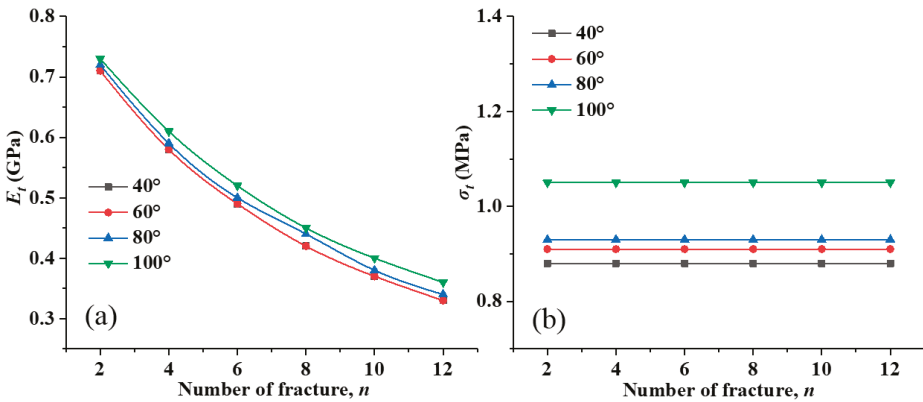 0.8
0.7
0.6
0.5
0.4
0.3
E_t (GPa)
40°
60°
80°
100°
(a)
2 4 6 8 10 12
Number of fracture, n
1.4
1.2
1.0
0.8
σ_t (MPa)
40°
60°
80°
100°
(b)
2 4 6 8 10 12
Number of fracture, n